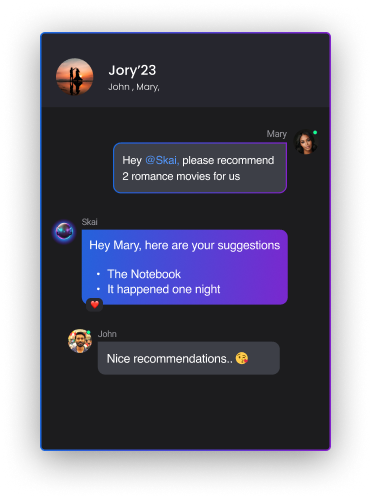 Jory’23
John , Mary,
Mary
Hey @Skai, please recommend
2 romance movies for us
Skai
Hey Mary, here are your suggestions
• The Notebook
• It happened one night
John
Nice recommendations.. 😘